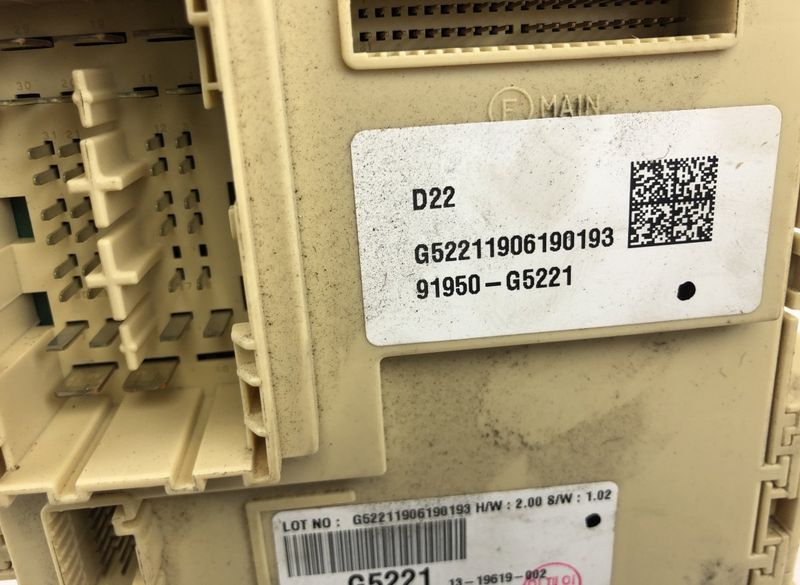 F MAIN
D22
G52211906190193
91950-G5221
LOT NO : G52211906190193 H/W : 2.00 S/W : 1.02
G5221 13-19619-002